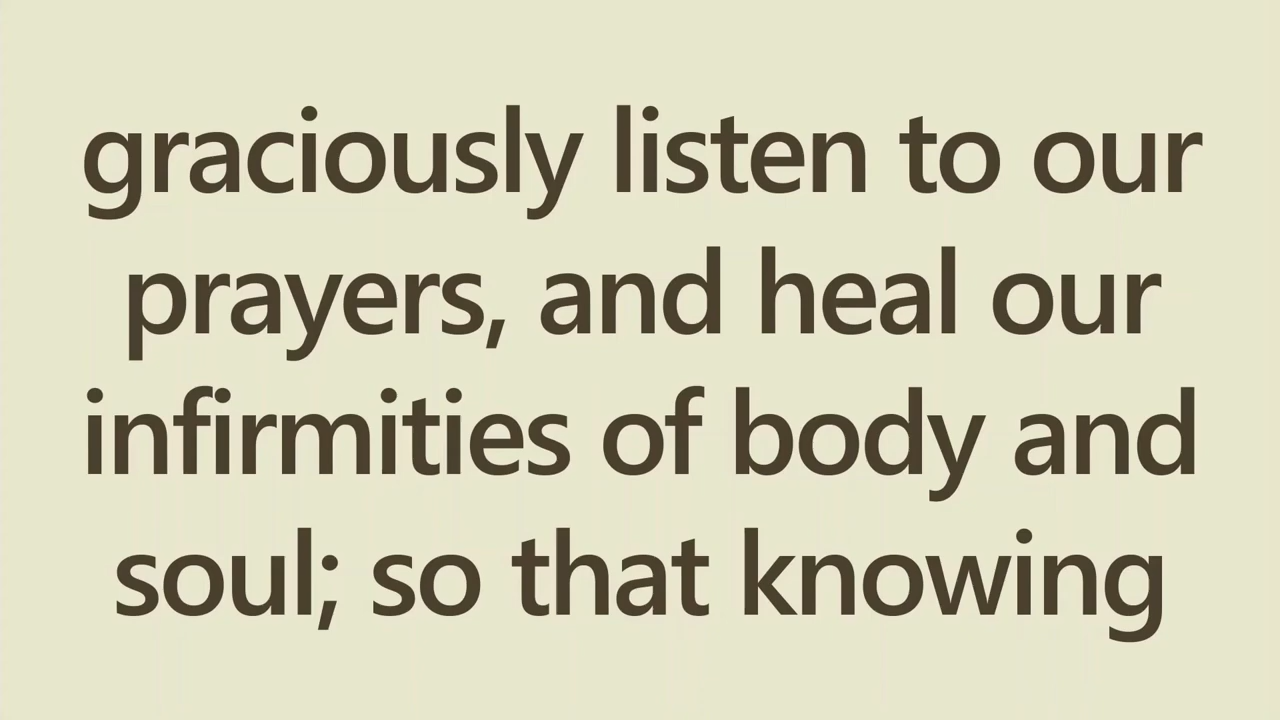 graciously listen to our
prayers, and heal our
infirmities of body and
soul; so that knowing